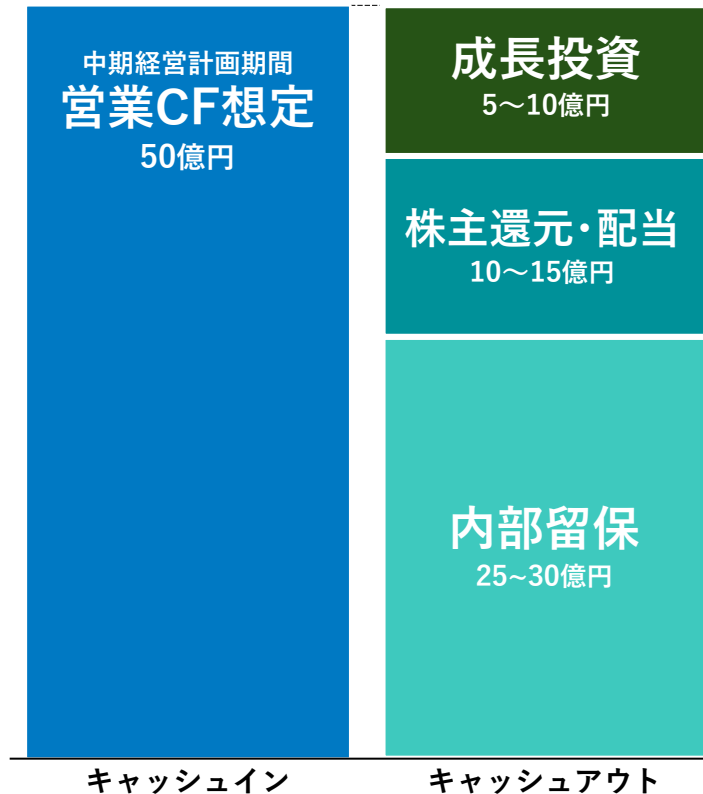 中期経営計画期間
営業CF想定
50億円
成長投資
5～10億円
株主還元・配当
10～15億円
内部留保
25~30億円
キャッシュイン
キャッシュアウト